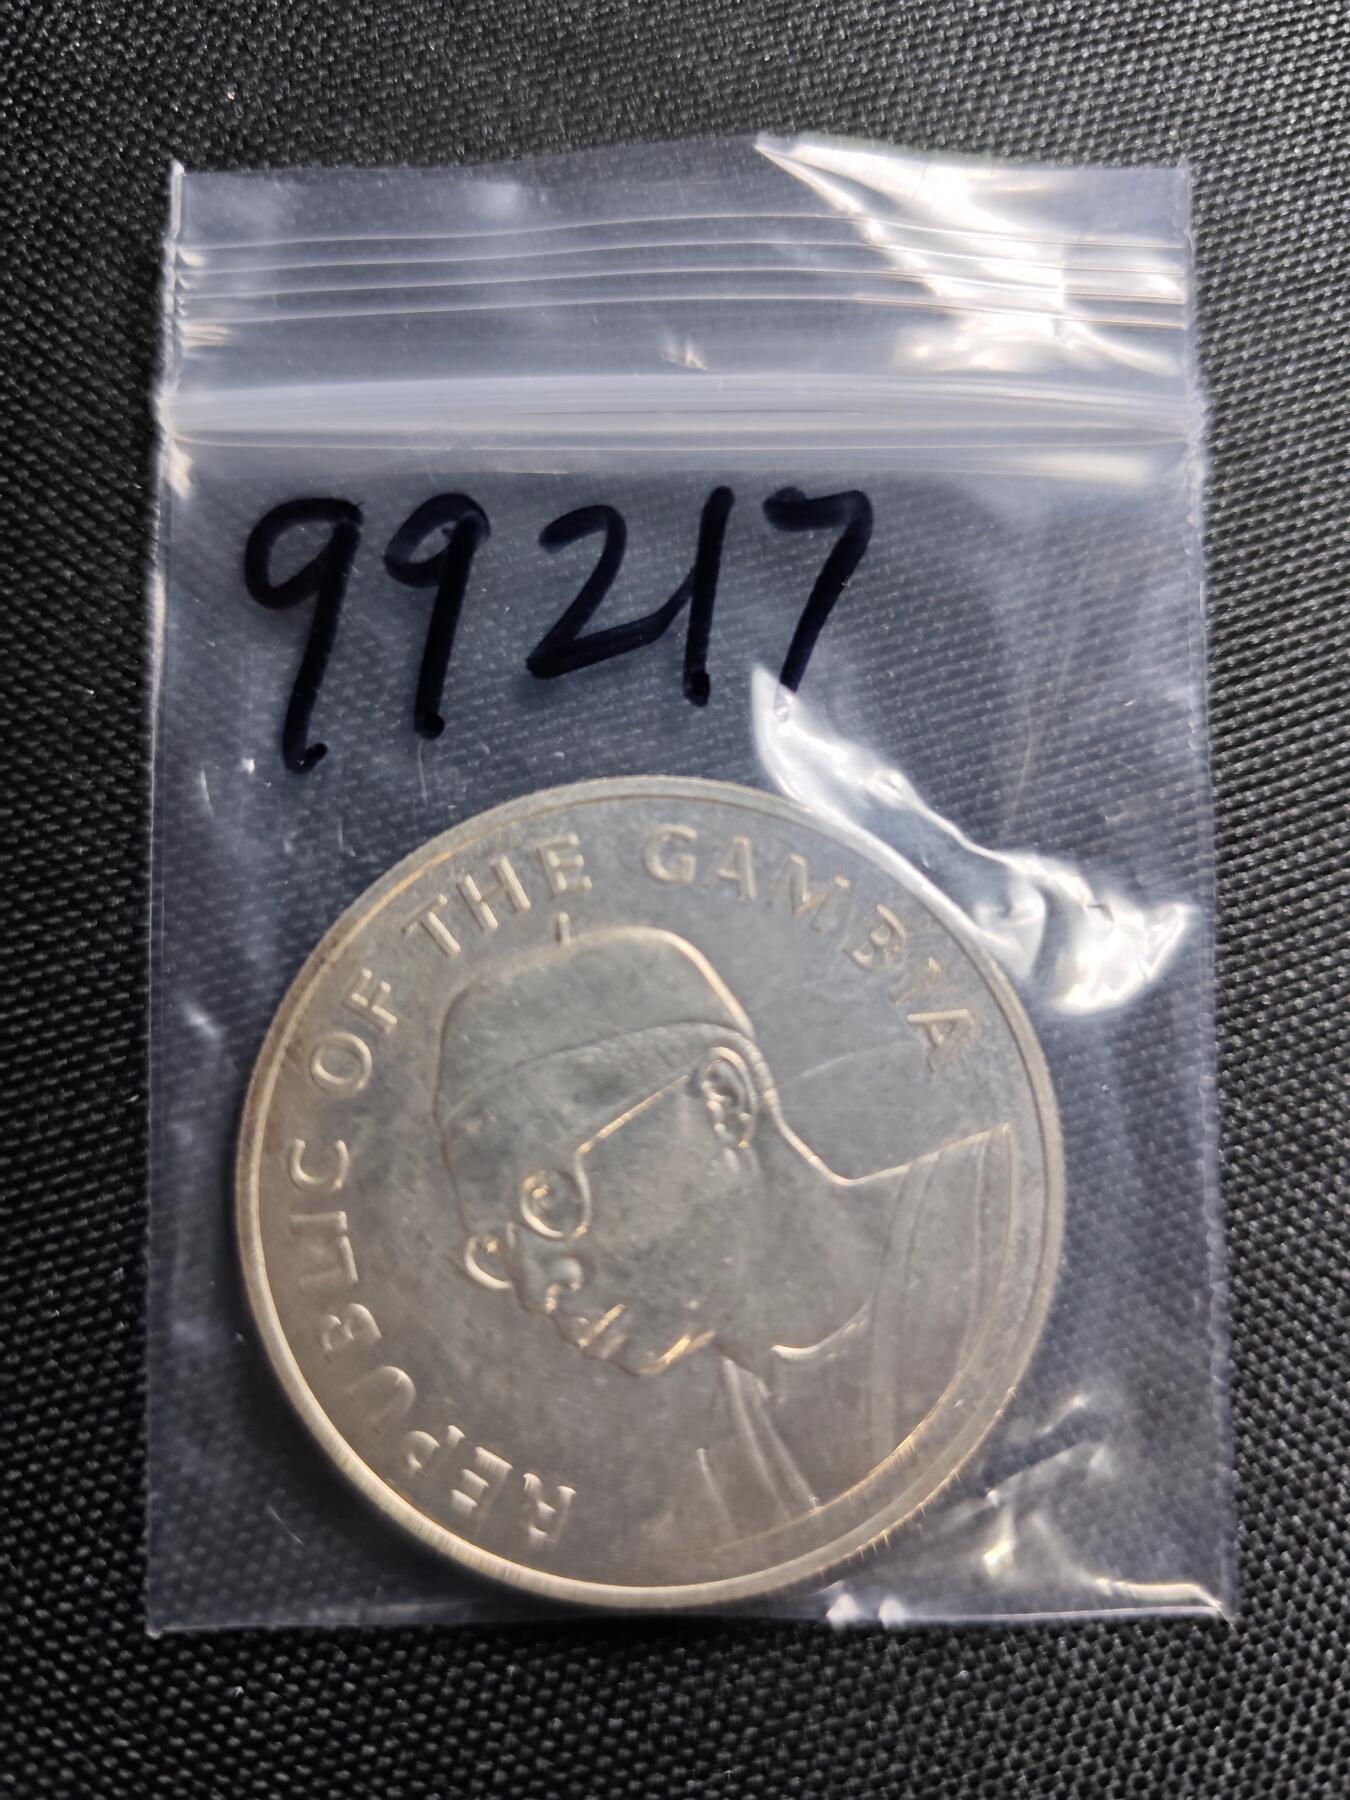 99217
REPUBLIC OF THE GAMBIA